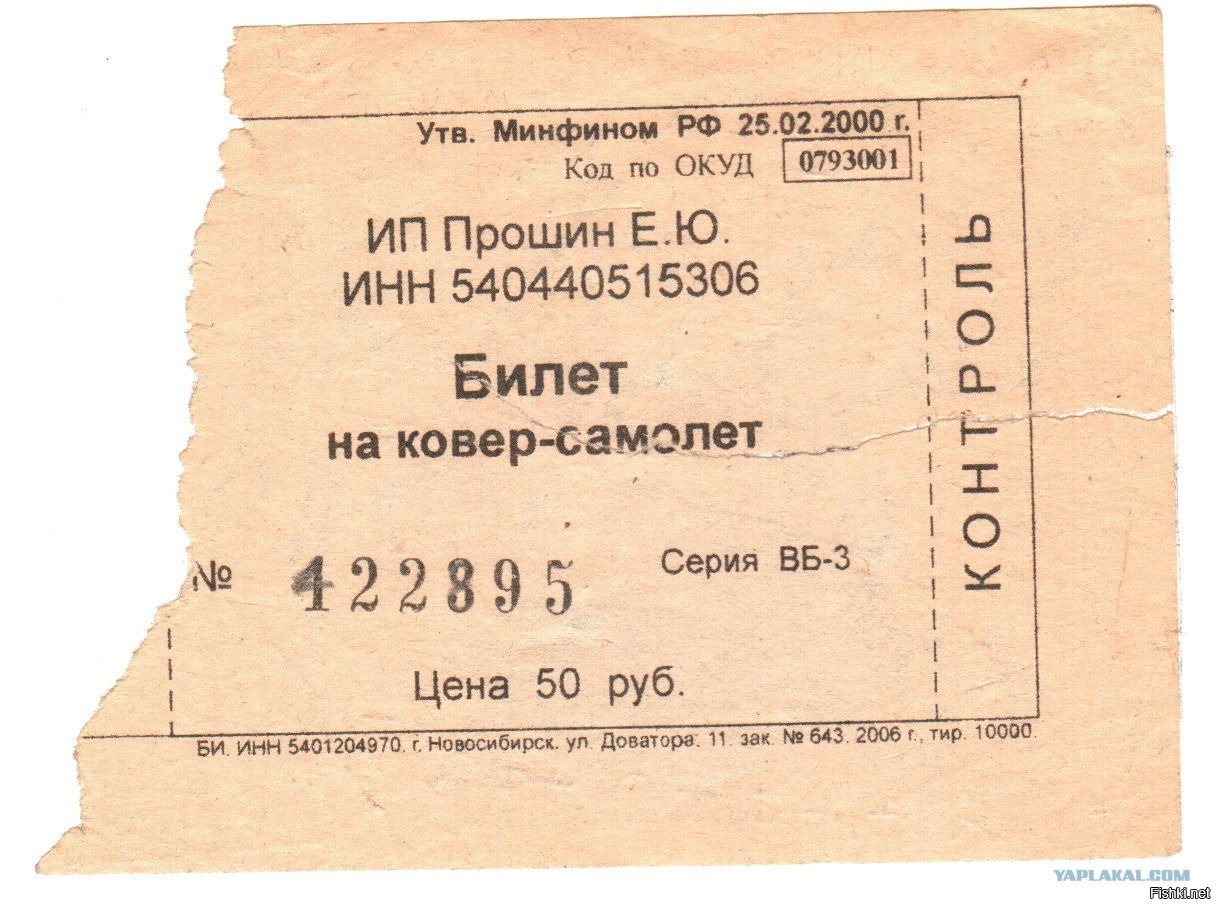 Утв. Минфином РФ 25.02.2000 г.
Код по ОКУД 0793001
ИП Прошин Е.Ю.
ИНН 540440515306
Билет
на ковер-самолет
№ 422895 Серия ВБ-3
Цена 50 руб.
КОНТРОЛЬ
БИ. ИНН 5401204970. г. Новосибирск. ул. Доватора. 11. зак. № 643. 2006 г., тир. 10000.
YAPLAKAL.COM
Fishki.net